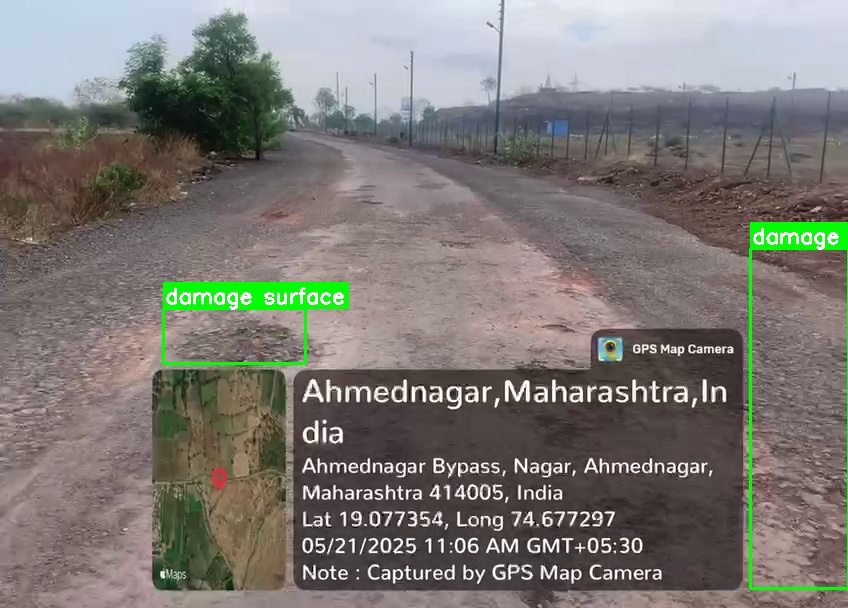 damage
damage surface
GPS Map Camera
Ahmednagar,Maharashtra,In
dia
Ahmednagar Bypass, Nagar, Ahmednagar,
Maharashtra 414005, India
Lat 19.077354, Long 74.677297
05/21/2025 11:06 AM GMT+05:30
Note : Captured by GPS Map Camera
Maps